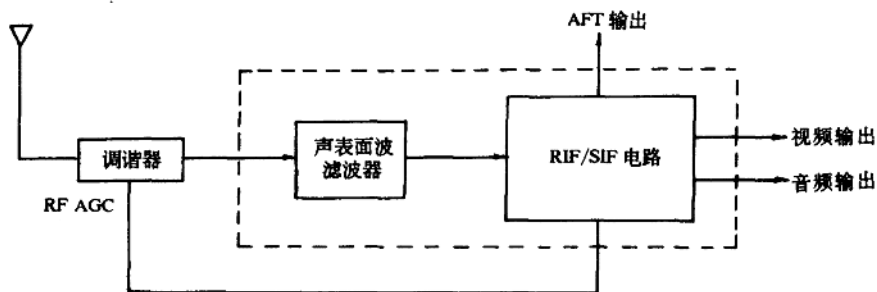 AFT 输出
调谐器
声表面波
滤波器
RIF/SIF 电路
视频输出
音频输出
RF AGC